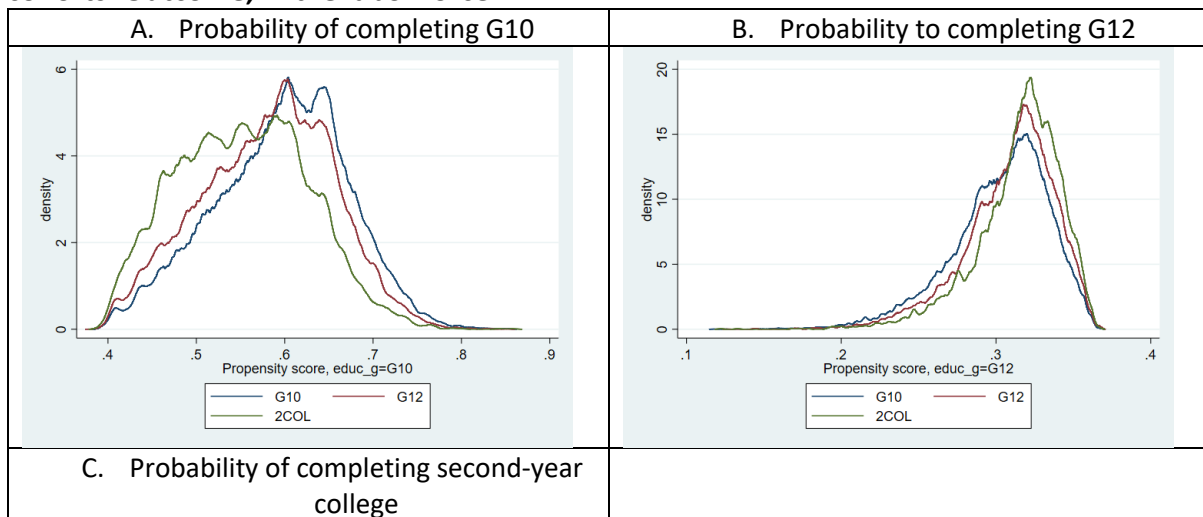 A. Probability of completing G10
B. Probability to completing G12
6
4
2
0
density
.4 .5 .6 .7 .8 .9
Propensity score, educ_g=G10
G10 G12
2COL
20
15
10
5
0
density
.1 .2 .3 .4
Propensity score, educ_g=G12
G10 G12
2COL
C. Probability of completing second-year
college